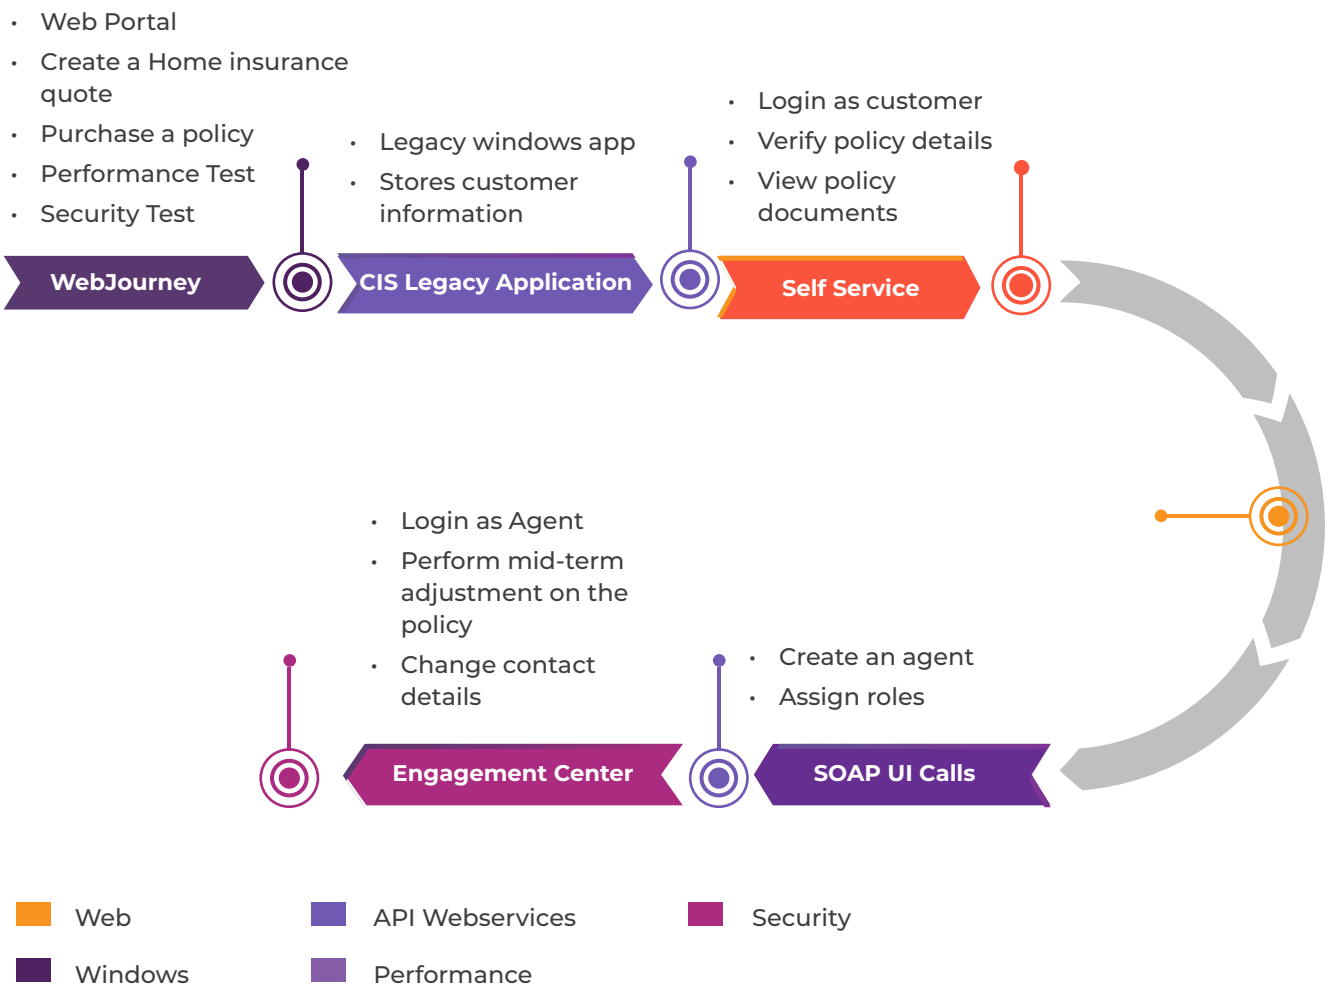 • Web Portal
• Create a Home insurance
quote
• Purchase a policy
• Performance Test
• Security Test
WebJourney
• Legacy windows app
• Stores customer
information
CIS Legacy Application
• Login as customer
• Verify policy details
• View policy
documents
Self Service
• Create an agent
• Assign roles
SOAP UI Calls
• Login as Agent
• Perform mid-term
adjustment on the
policy
• Change contact
details
Engagement Center
Web
API Webservices
Security
Windows
Performance